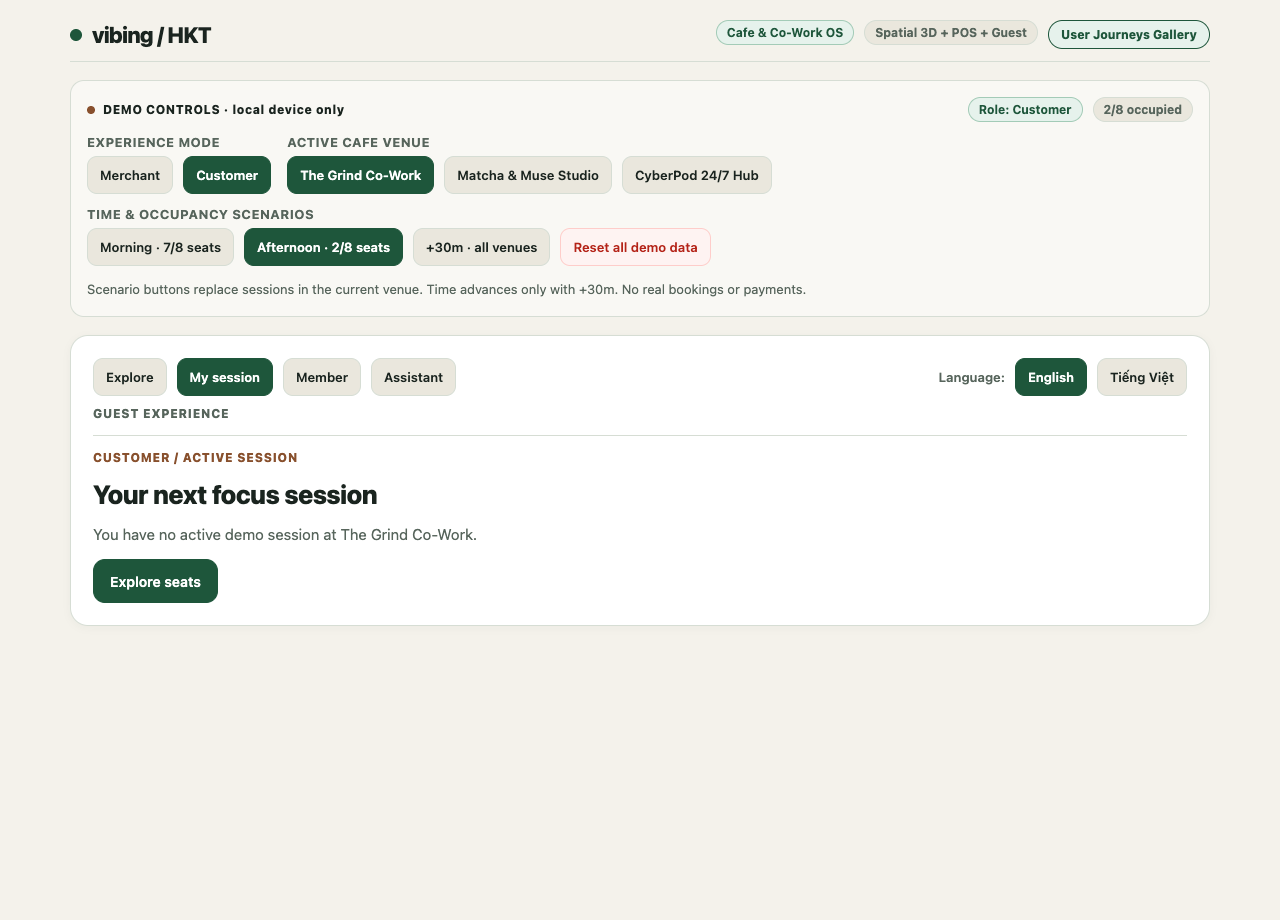 vibing / HKT
Cafe & Co-Work OS
Spatial 3D + POS + Guest
User Journeys Gallery
DEMO CONTROLS · local device only
Role: Customer
2/8 occupied
EXPERIENCE MODE
ACTIVE CAFE VENUE
Merchant
Customer
The Grind Co-Work
Matcha & Muse Studio
CyberPod 24/7 Hub
TIME & OCCUPANCY SCENARIOS
Morning · 7/8 seats
Afternoon · 2/8 seats
+30m · all venues
Reset all demo data
Scenario buttons replace sessions in the current venue. Time advances only with +30m. No real bookings or payments.
Explore
My session
Member
Assistant
Language:
English
Tiếng Việt
GUEST EXPERIENCE
CUSTOMER / ACTIVE SESSION
Your next focus session
You have no active demo session at The Grind Co-Work.
Explore seats